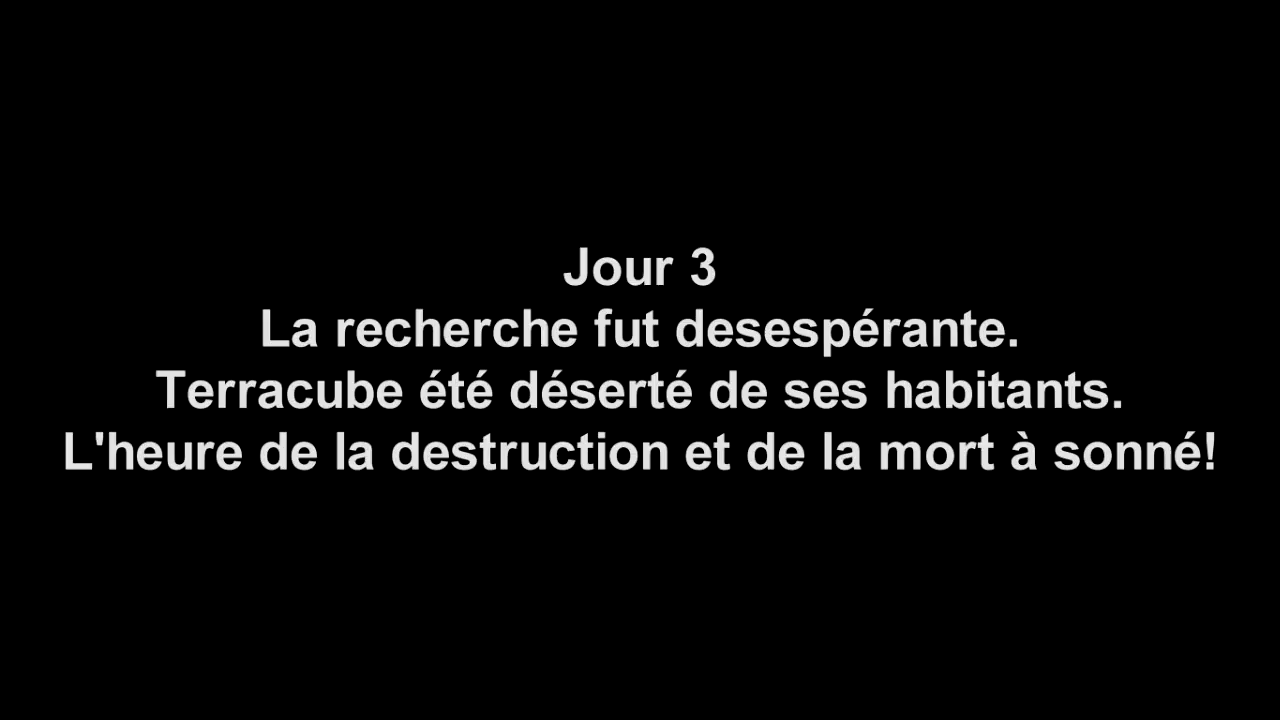 Jour 3
La recherche fut desespérante.
Terracube été déserté de ses habitants.
L'heure de la destruction et de la mort à sonné!